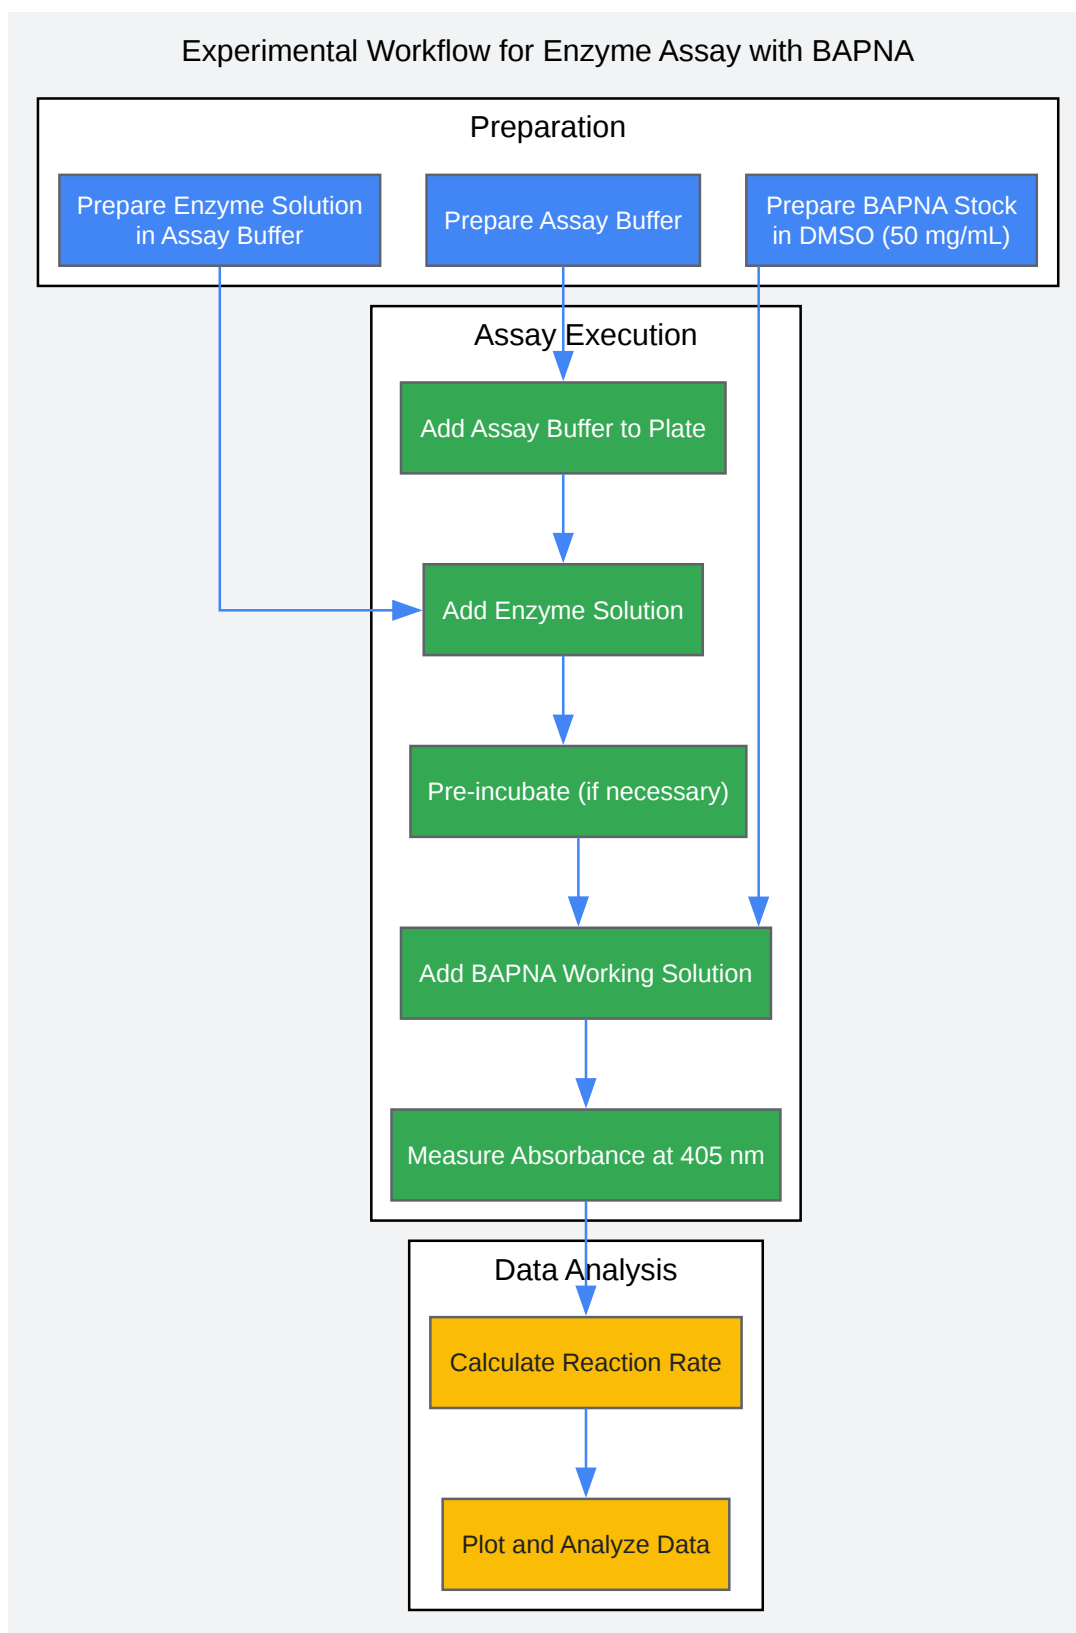 Experimental Workflow for Enzyme Assay with BAPNA
Preparation
Prepare Enzyme Solution
in Assay Buffer
Prepare Assay Buffer
Prepare BAPNA Stock
in DMSO (50 mg/mL)
Assay Execution
Add Assay Buffer to Plate
Add Enzyme Solution
Pre-incubate (if necessary)
Add BAPNA Working Solution
Measure Absorbance at 405 nm
Data Analysis
Calculate Reaction Rate
Plot and Analyze Data